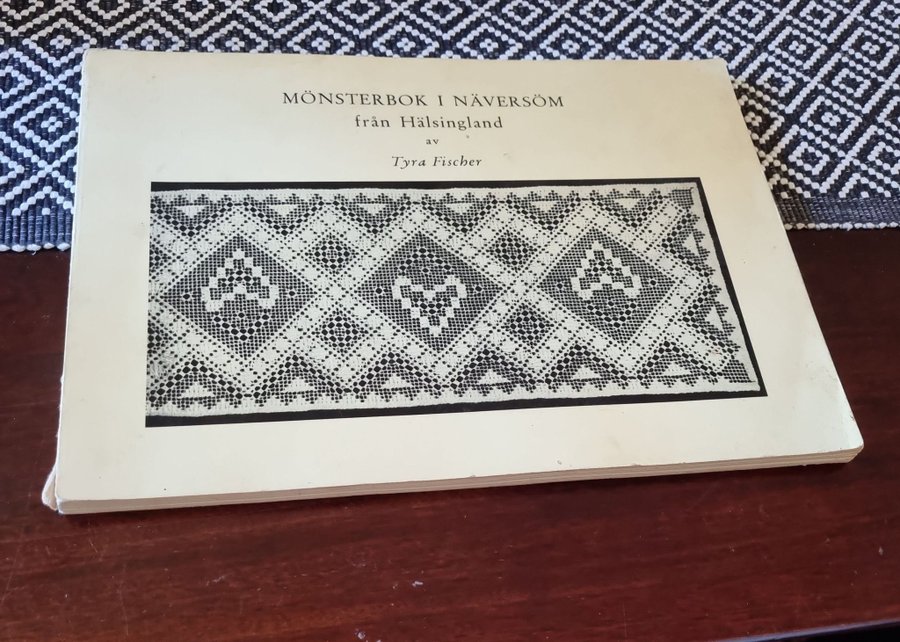 MÖNSTERBOK I NÄVERSÖM
från Hälsingland
av
Tyra Fischer